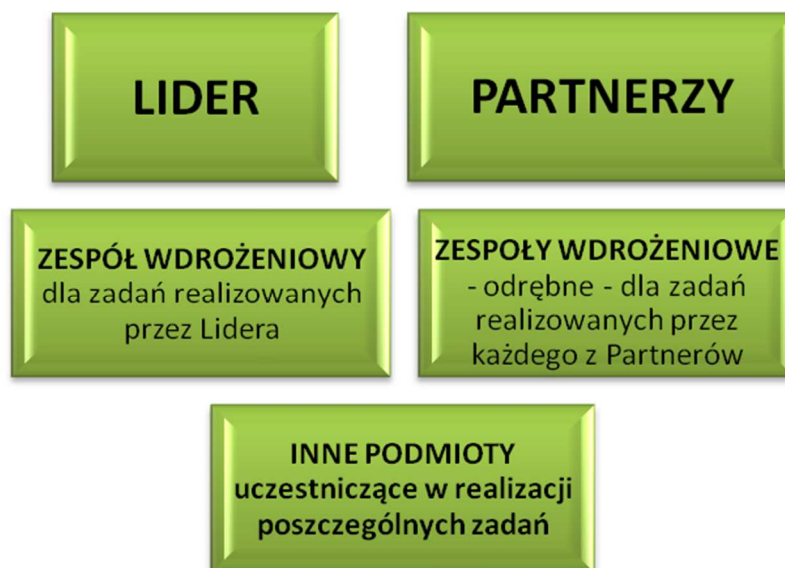 LIDER
PARTNERZY
ZESPÓŁ WDROŻENIOWY
dla zadań realizowanych
przez Lidera
ZESPOŁY WDROŻENIOWE
- odrębne - dla zadań
realizowanych przez
każdego z Partnerów
INNE PODMIOTY
uczestniczące w realizacji
poszczególnych zadań